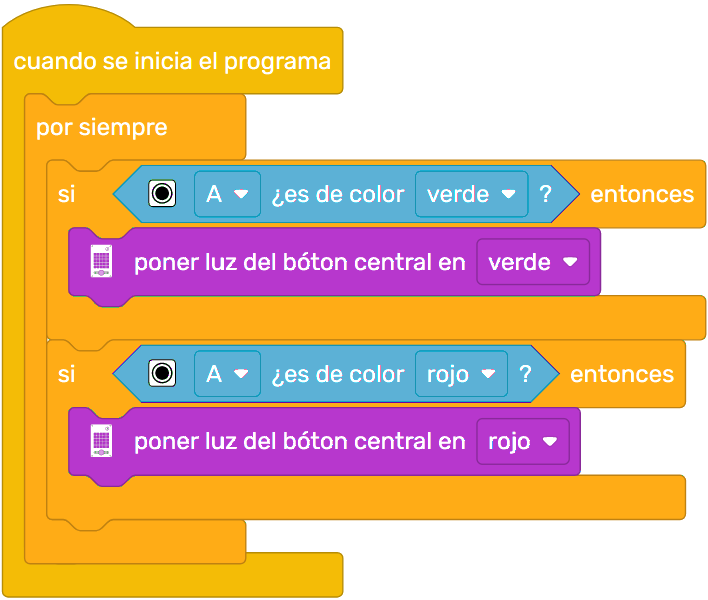 cuando se inicia el programa
por siempre
si A ¿es de color verde ? entonces
poner luz del bóton central en verde
si A ¿es de color rojo ? entonces
poner luz del bóton central en rojo